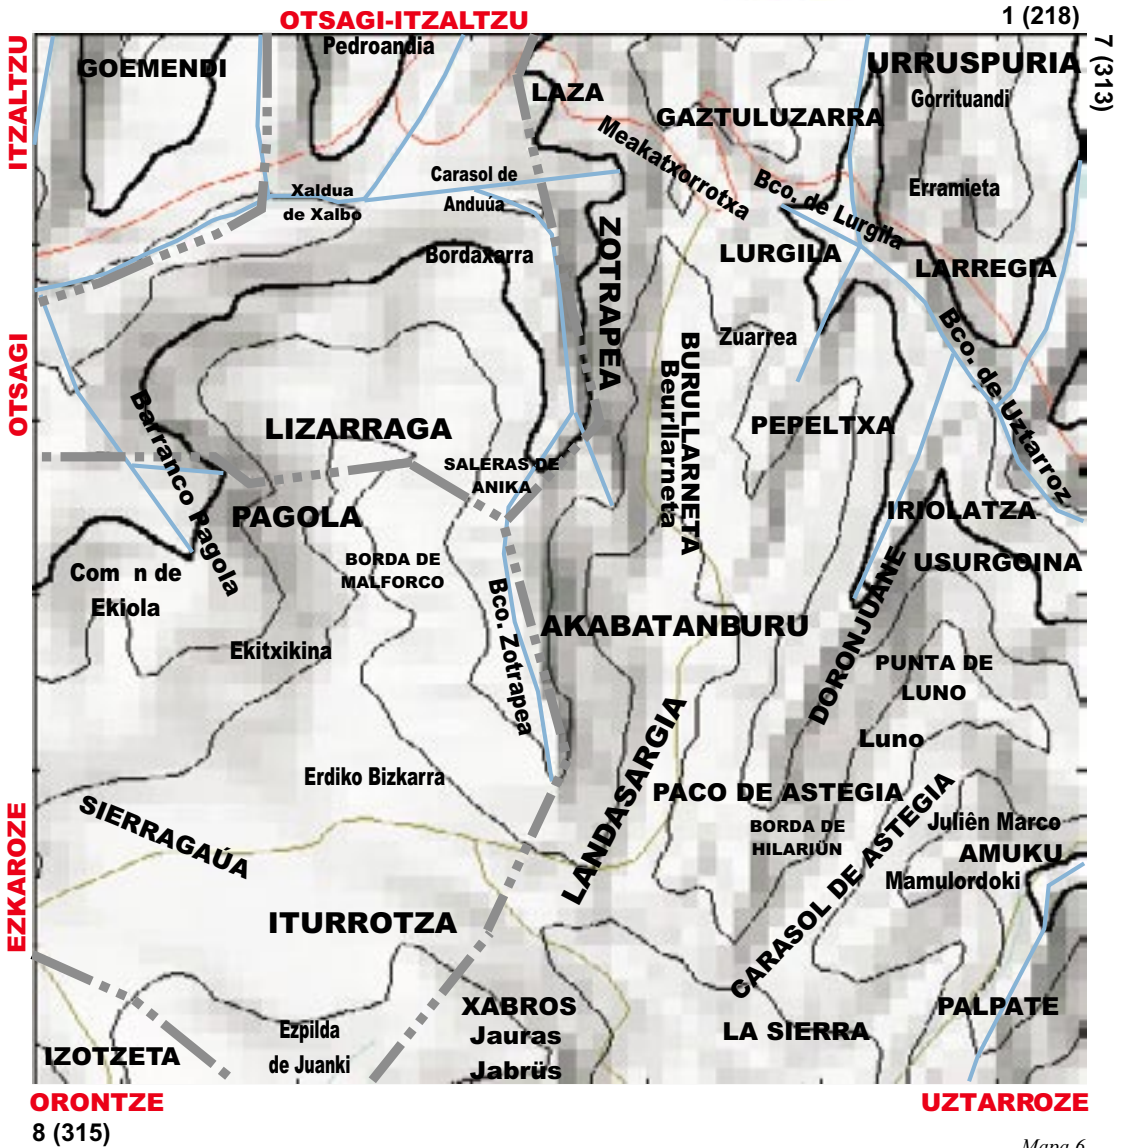 OTSAGI-ITZALTZU
1 (218)
7 (313)
ITZALTZU
OTSAGI
EZKAROZE
Pedroandia
GOEMENDI
URRUSPURIA
LAZA
Gorrituandi
GAZTULUZARRA
Meakatxorrotxa
Carasol de
Anduúa
Xaldua
de Xalbo
Bco. de Lurgila
Erramieta
Bordaxarra
ZOTRAPEA
LURGILA
LARREGIA
Zuarrea
BURULLARNETA
Beurllarneta
Bco. de Uztarroz
Barranco Pagola
LIZARRAGA
PEPELTXA
SALERAS DE
ANIKA
PAGOLA
IRIOLATZA
BORDA DE
MALFORCO
USURGOINA
Com n de
Ekiola
Bco. Zotrapea
AKABATANBURU
DORONJUANE
Ekitxikina
PUNTA DE
LUNO
Luno
LANDASARGIA
Erdiko Bizkarra
PACO DE ASTEGIA
SIERRAGAÚA
BORDA DE
HILARIÜN
CARASOL DE ASTEGIA
Juliên Marco
AMUKU
Mamulordoki
ITURROTZA
XABROS
Jauras
Jabrüs
PALPATE
Ezpilda
de Juanki
LA SIERRA
IZOTZETA
ORONTZE
UZTARROZE
8 (315)
Mapa 6